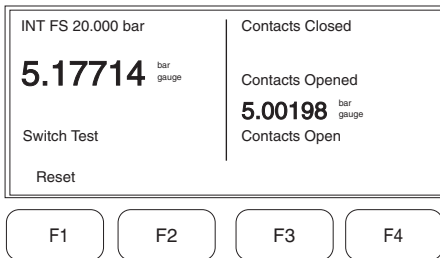 INT FS 20.000 bar
5.17714 bar gauge
Switch Test
Reset
Contacts Closed
Contacts Opened
5.00198 bar gauge
Contacts Open
F1 F2 F3 F4